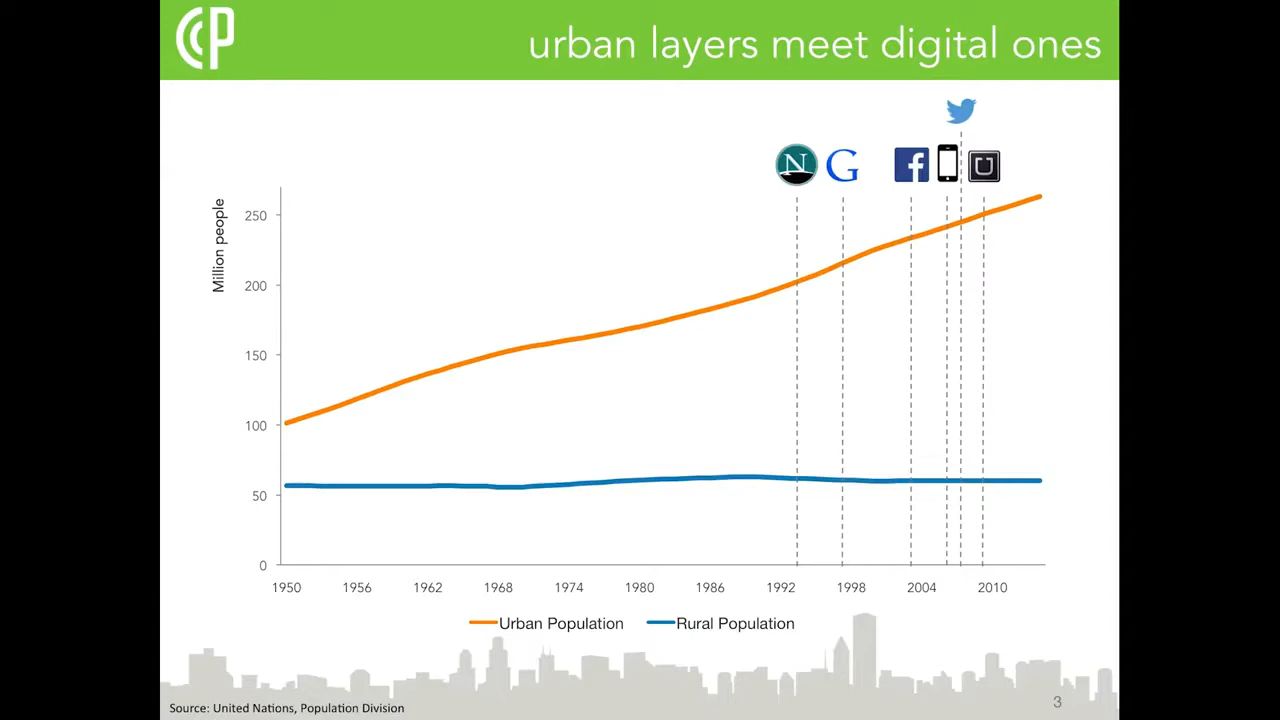 CCP
urban layers meet digital ones
N
G
f
U
Million people
250
200
150
100
50
0
1950 1956 1962 1968 1974 1980 1986 1992 1998 2004 2010
Urban Population Rural Population
Source: United Nations, Population Division
3